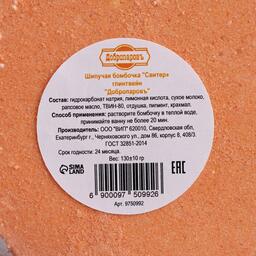 Добропаровъ
Шипучая бомбочка "Свитер+
глинтвейн
"Добропаровъ"
Состав: гидрокарбонат натрия, лимонная кислота, сухое молоко,
рапсовое масло, ТВИН-80, отдушка, пигмент, крахмал.
Способ применения: растворите бомбочку в теплой воде,
принимайте ванну не более 20 мин.
Произведено: ООО "ВИП" 620010, Свердловская обл,
Екатеринбург г., Черняховского ул., дом 86, корпус 8, 408/3.
ГОСТ 32851-2014
Срок годности: 24 месяца.
Вес: 130±10 гр
SIMA
LAND
EAC
6 900097 509926
Арт. 9750992